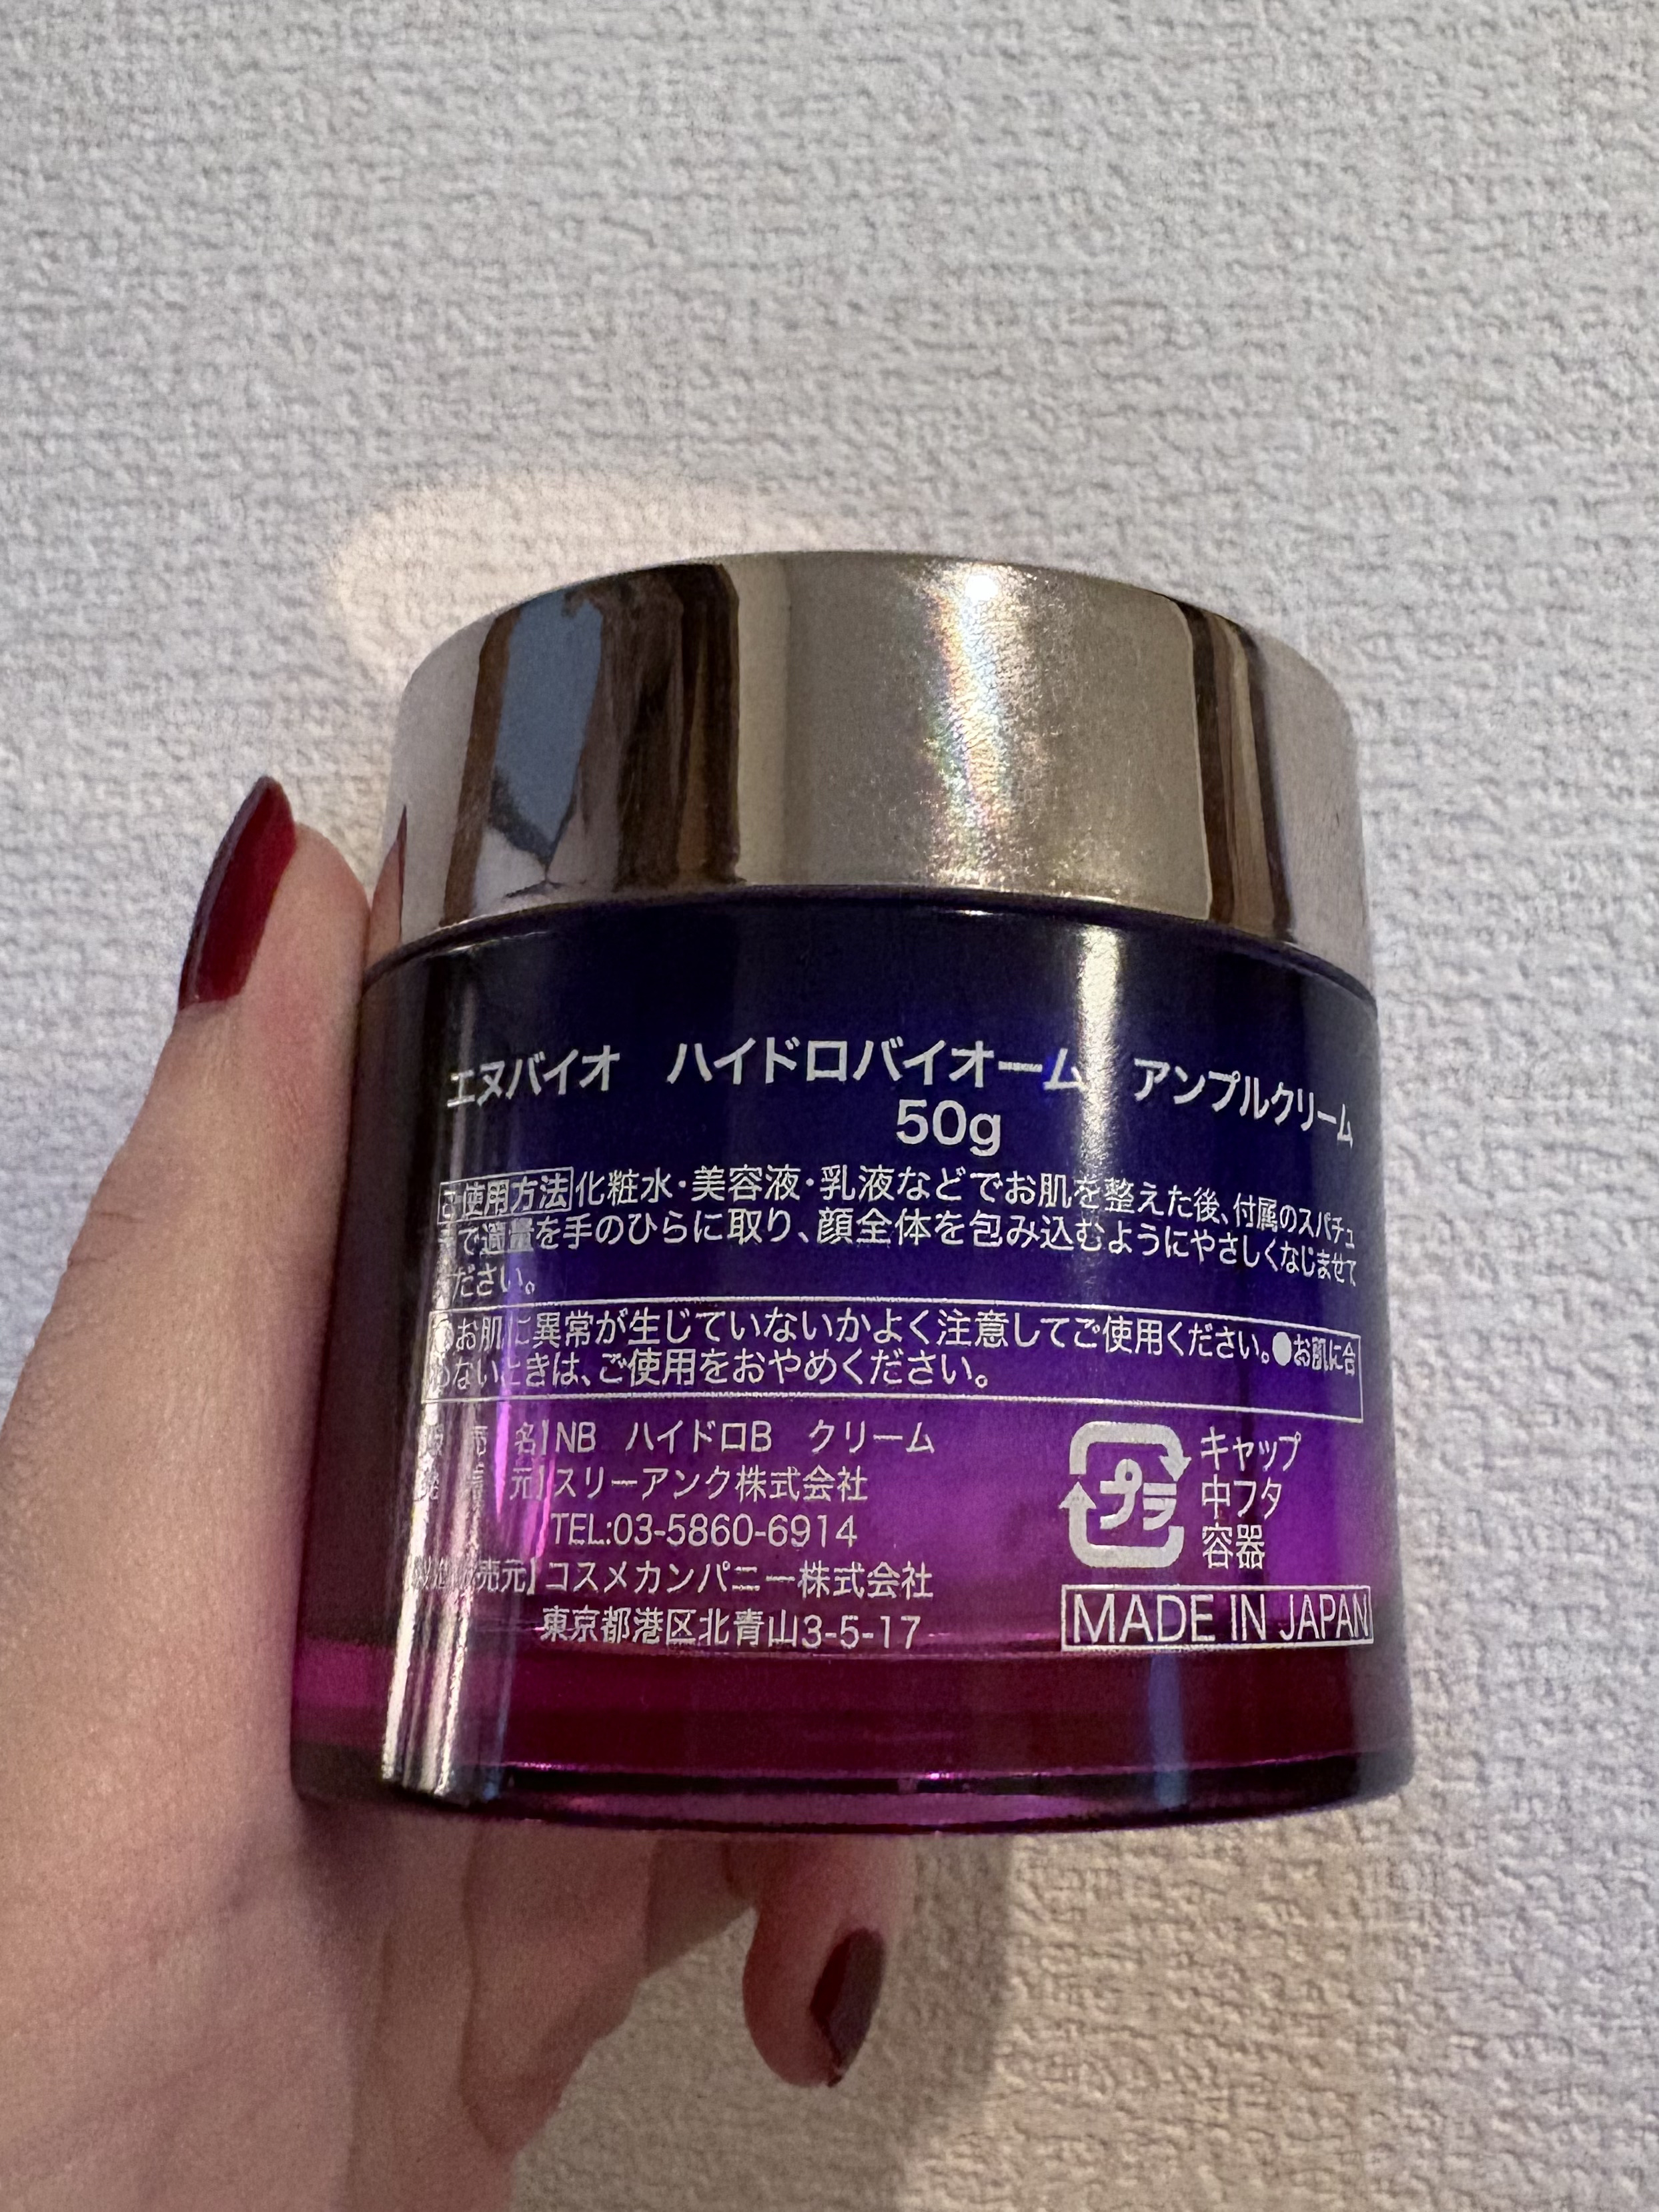 エヌバイオ ハイドロバイオーム アンプルクリーム
50g
ご使用方法 化粧水・美容液・乳液などでお肌を整えた後、付属のスパチュ
で適量を手のひらに取り、顔全体を包み込むようにやさしくなじませて
ださい。
●お肌に異常が生じていないかよく注意してご使用ください。●お肌に合
わないときは、ご使用をおやめください。
売 名】NB ハイドロB クリーム
元】スリーアンク株式会社
TEL:03-5860-6914
売元】コスメカンパニー株式会社
東京都港区北青山3-5-17
プラ
キャップ
中フタ
容器
MADE IN JAPAN